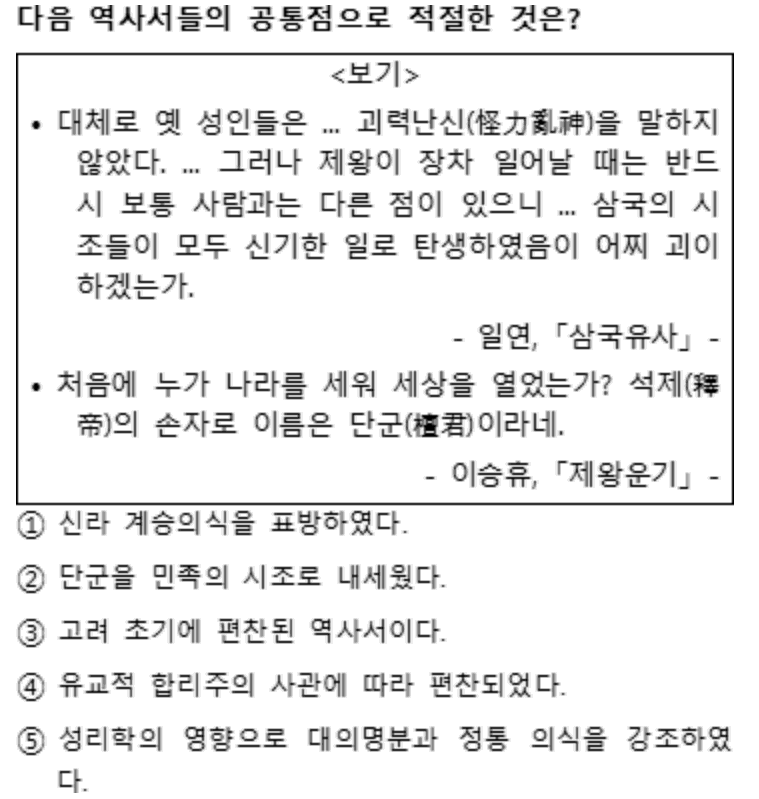 다음 역사서들의 공통점으로 적절한 것은?
<보기>
• 대체로 옛 성인들은 ... 괴력난신(怪力亂神)을 말하지
않았다. ... 그러나 제왕이 장차 일어날 때는 반드
시 보통 사람과는 다른 점이 있으니 ... 삼국의 시
조들이 모두 신기한 일로 탄생하였음이 어찌 괴이
하겠는가.
- 일연, 「삼국유사」 -
• 처음에 누가 나라를 세워 세상을 열었는가? 석제(釋
帝)의 손자로 이름은 단군(檀君)이라네.
- 이승휴, 「제왕운기」 -
① 신라 계승의식을 표방하였다.
② 단군을 민족의 시조로 내세웠다.
③ 고려 초기에 편찬된 역사서이다.
④ 유교적 합리주의 사관에 따라 편찬되었다.
⑤ 성리학의 영향으로 대의명분과 정통 의식을 강조하였
다.